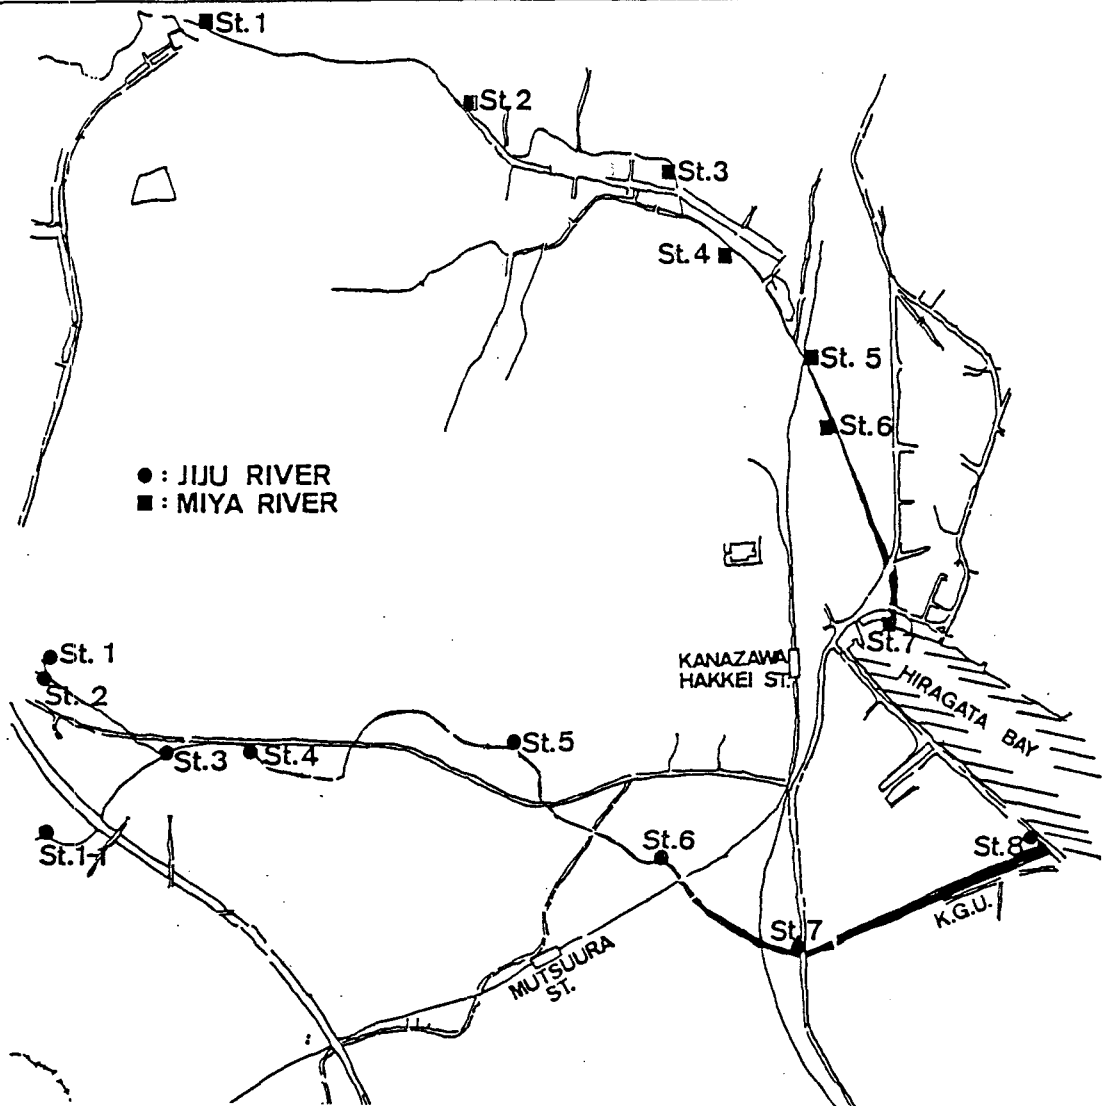 St.1
St.2
St.3
St.4
St. 5
St.6
● : JIJU RIVER
■ : MIYA RIVER
St.7
KANAZAWA
HAKKEI ST.
HIRAGATA
BAY
St. 1
St. 2
St.3
St.4
St.5
St.6
St.8
St.1-1
St.7
K.G.U.
MUTSUURA
ST.